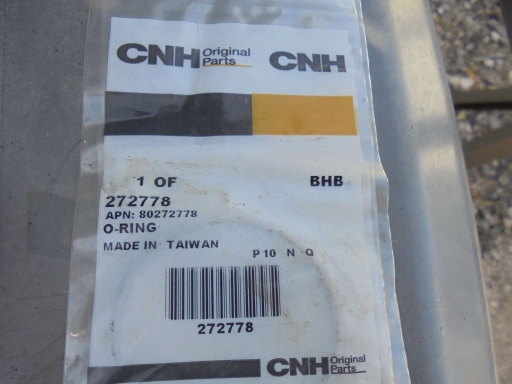 CNH Original Parts CNH
1 OF BHB
272778
APN: 80272778
O-RING
MADE IN TAIWAN
P10 N Q
272778
CNH Original Parts